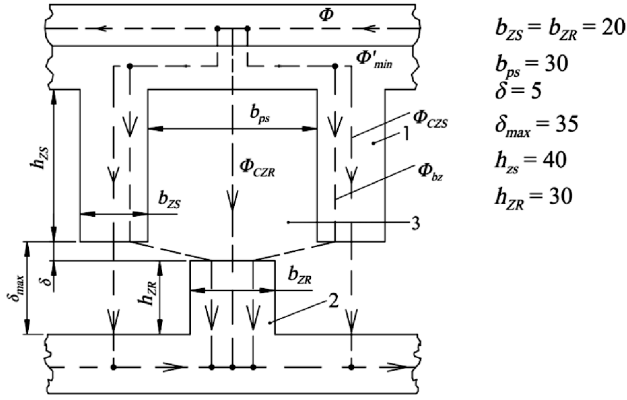 Φ
Φ'min
b_ps
Φ_CZS
1
h_ZS
Φ_CZR
Φ_bz
b_ZS
3
δ
δ_max
h_ZR
b_ZR
2
b_ZS = b_ZR = 20
b_ps = 30
δ = 5
δ_max = 35
h_zs = 40
h_ZR = 30